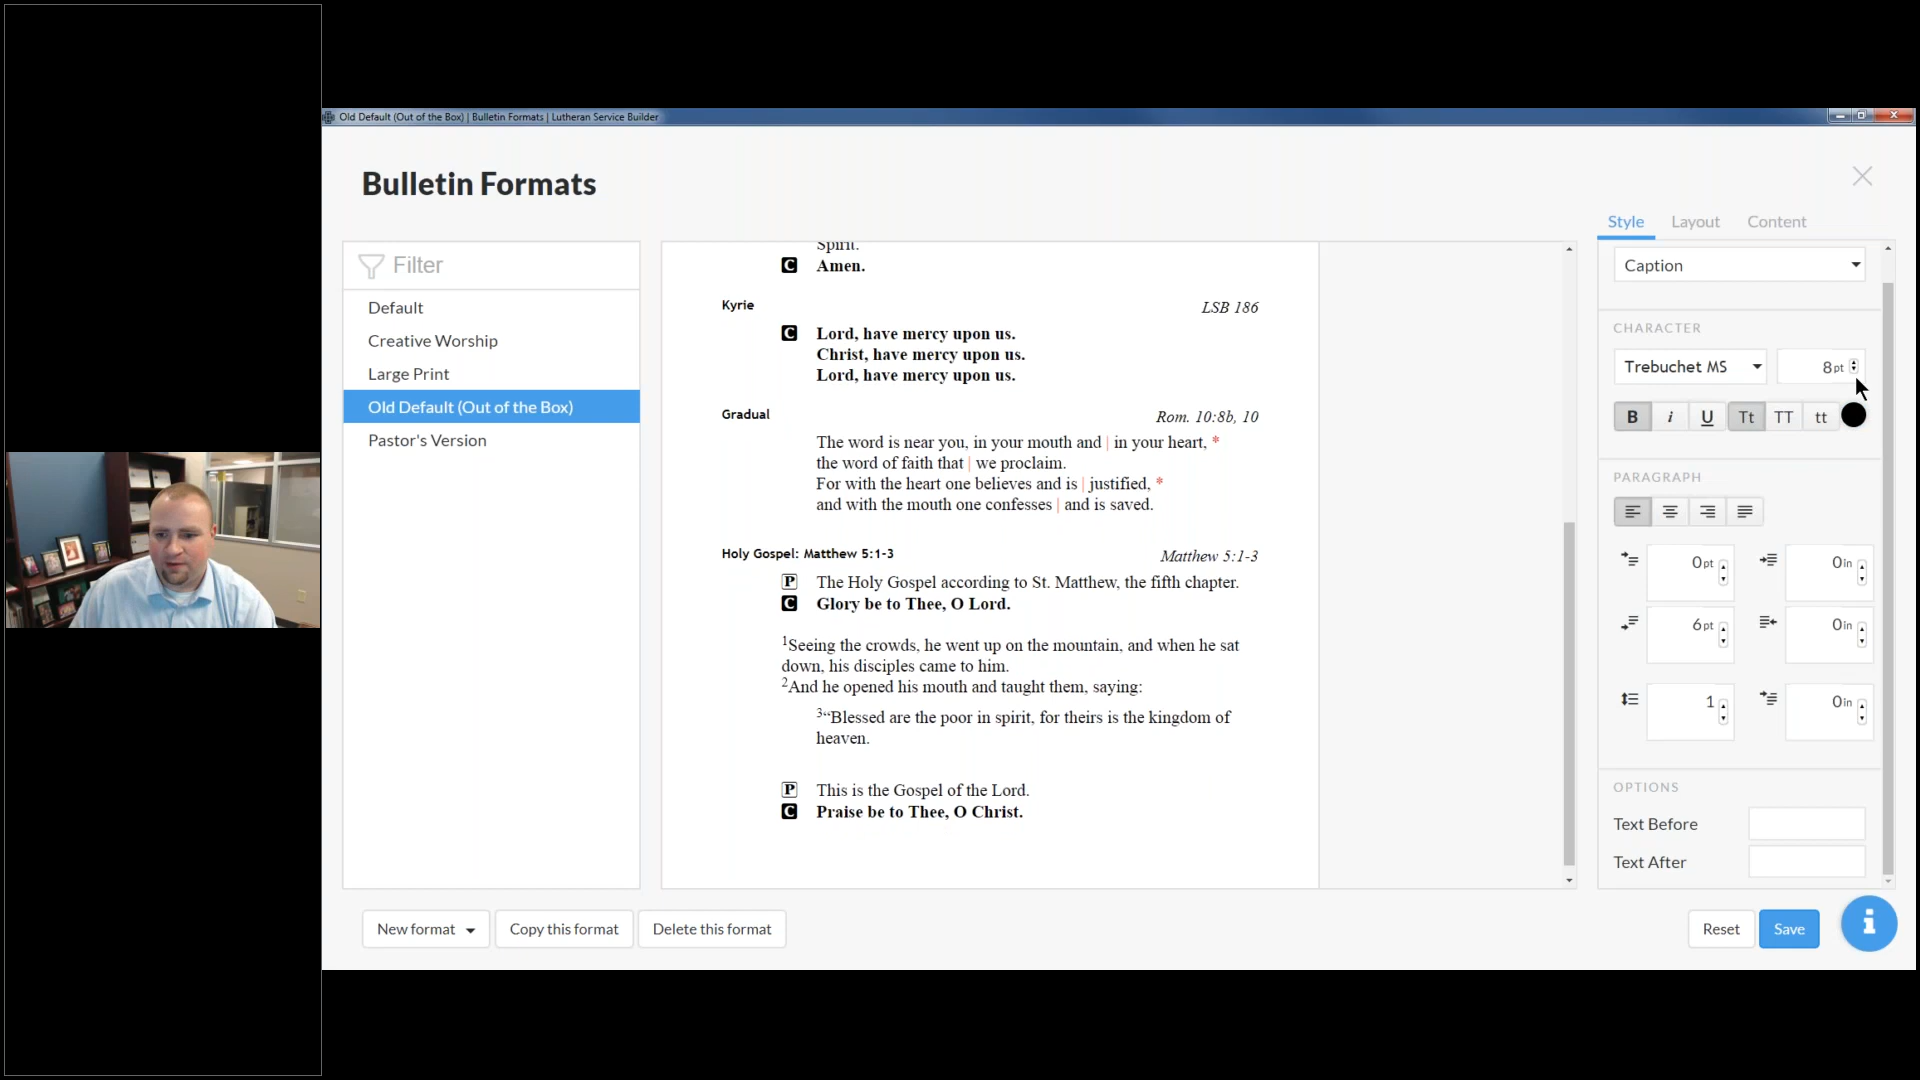 Old Default (Out of the Box) | Bulletin Formats | Lutheran Service Builder
Bulletin Formats
Style Layout Content
Filter
Default
Creative Worship
Large Print
Old Default (Out of the Box)
Pastor's Version
Spirit.
C Amen.
Kyrie LSB 186
C Lord, have mercy upon us.
Christ, have mercy upon us.
Lord, have mercy upon us.
Gradual Rom. 10:8b, 10
The word is near you, in your mouth and | in your heart, *
the word of faith that | we proclaim.
For with the heart one believes and is | justified, *
and with the mouth one confesses | and is saved.
Holy Gospel: Matthew 5:1-3 Matthew 5:1-3
P The Holy Gospel according to St. Matthew, the fifth chapter.
C Glory be to Thee, O Lord.
1Seeing the crowds, he went up on the mountain, and when he sat
down, his disciples came to him.
2And he opened his mouth and taught them, saying:
3“Blessed are the poor in spirit, for theirs is the kingdom of
heaven.
P This is the Gospel of the Lord.
C Praise be to Thee, O Christ.
Caption
CHARACTER
Trebuchet MS 8pt
B i U Tt TT tt
PARAGRAPH
0pt 0in
6pt 0in
1 0in
OPTIONS
Text Before
Text After
New format Copy this format Delete this format
Reset Save i